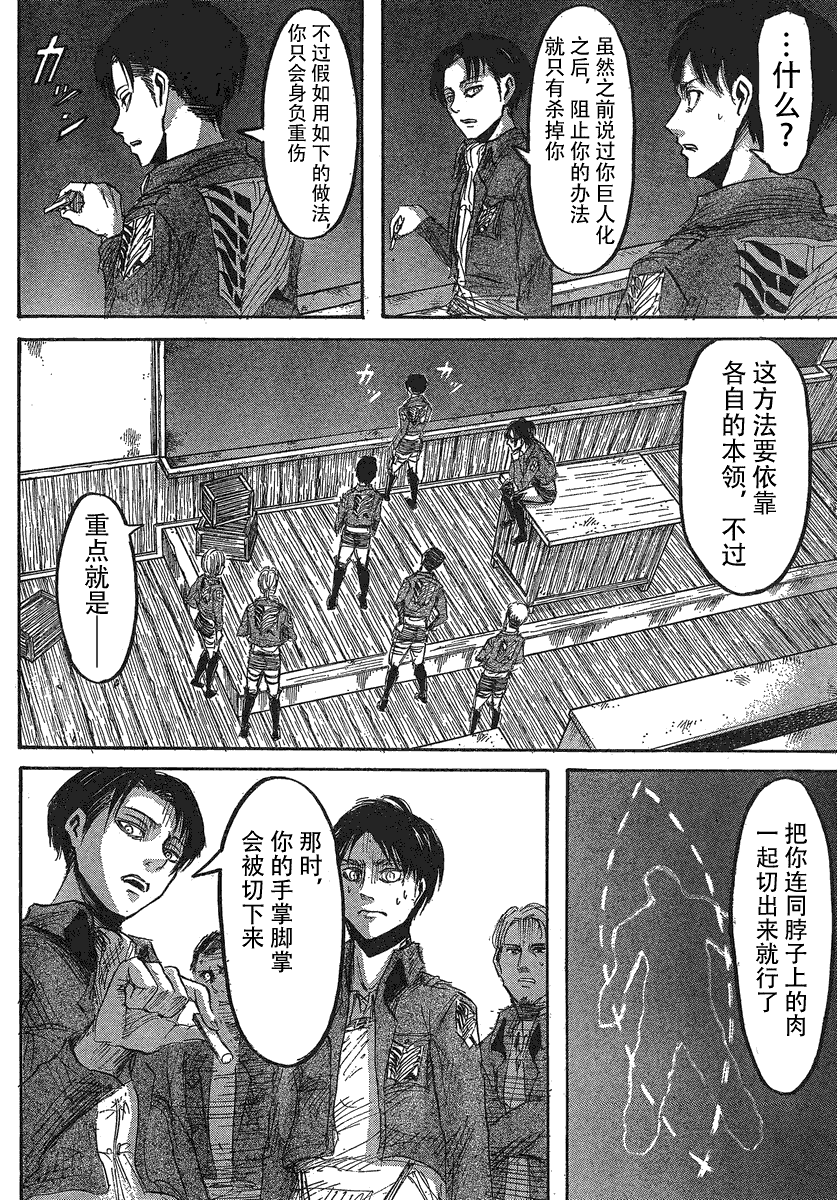 …什么?
虽然之前说过你巨人化
之后,阻止你的办法
就只有杀掉你
不过假如用如下的做法,
你只会身负重伤
カッ
カッ
カッ
这方法要依靠
各自的本领,不过
重点就是——
把你连同脖子上的肉
一起切出来就行了
那时,
你的手掌脚掌
会被切下来